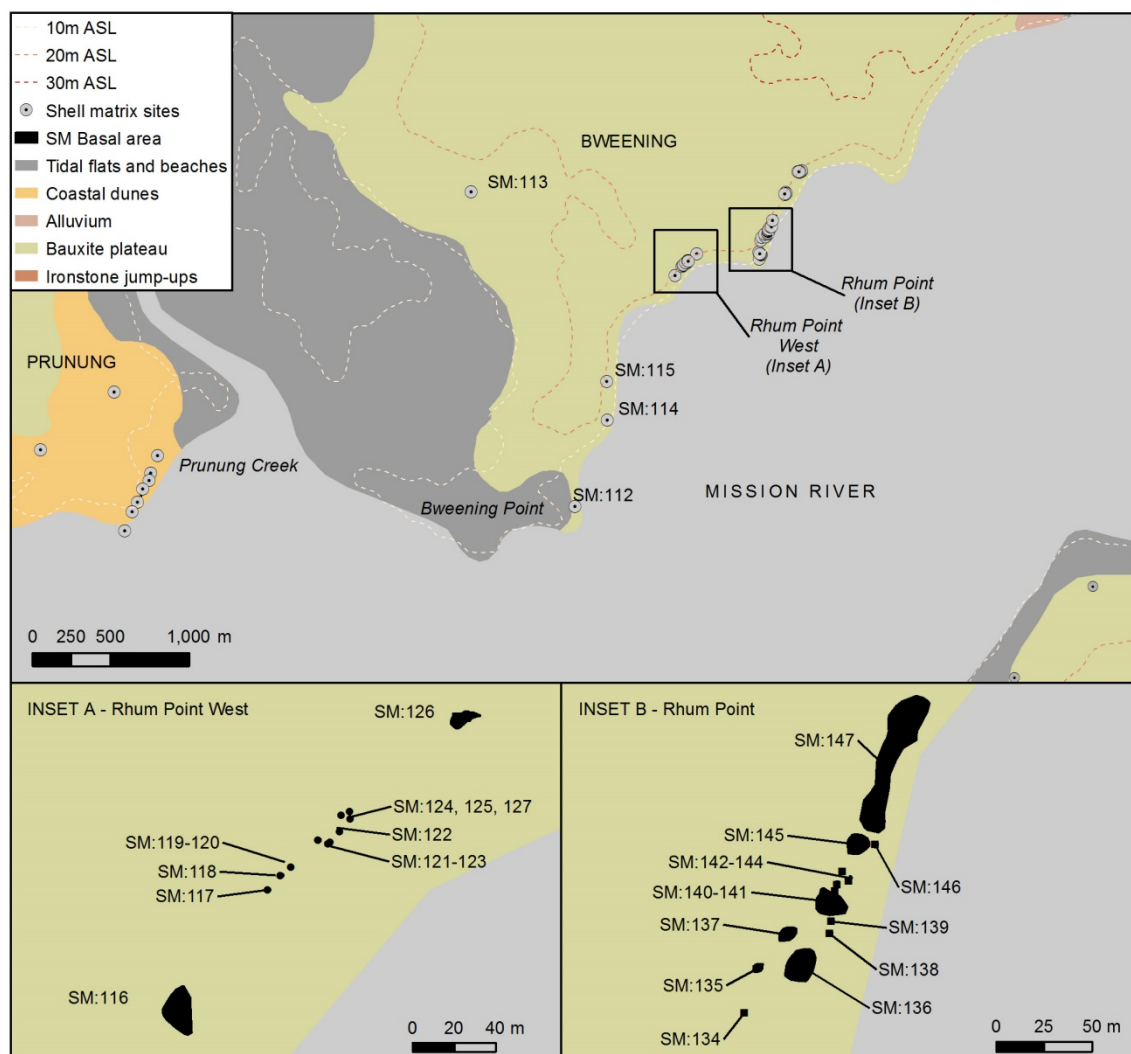 10m ASL
20m ASL
30m ASL
Shell matrix sites
SM Basal area
Tidal flats and beaches
Coastal dunes
Alluvium
Bauxite plateau
Ironstone jump-ups
BWEENING
SM:113
Rhum Point
(Inset B)
Rhum Point
West
(Inset A)
PRUNUNG
SM:115
SM:114
Prunung Creek
Bweening Point
SM:112
MISSION RIVER
0 250 500 1,000 m
INSET A - Rhum Point West
SM:126
SM:124, 125, 127
SM:122
SM:119-120
SM:121-123
SM:118
SM:117
SM:116
0 20 40 m
INSET B - Rhum Point
SM:147
SM:145
SM:142-144
SM:146
SM:140-141
SM:139
SM:137
SM:138
SM:135
SM:136
SM:134
0 25 50 m